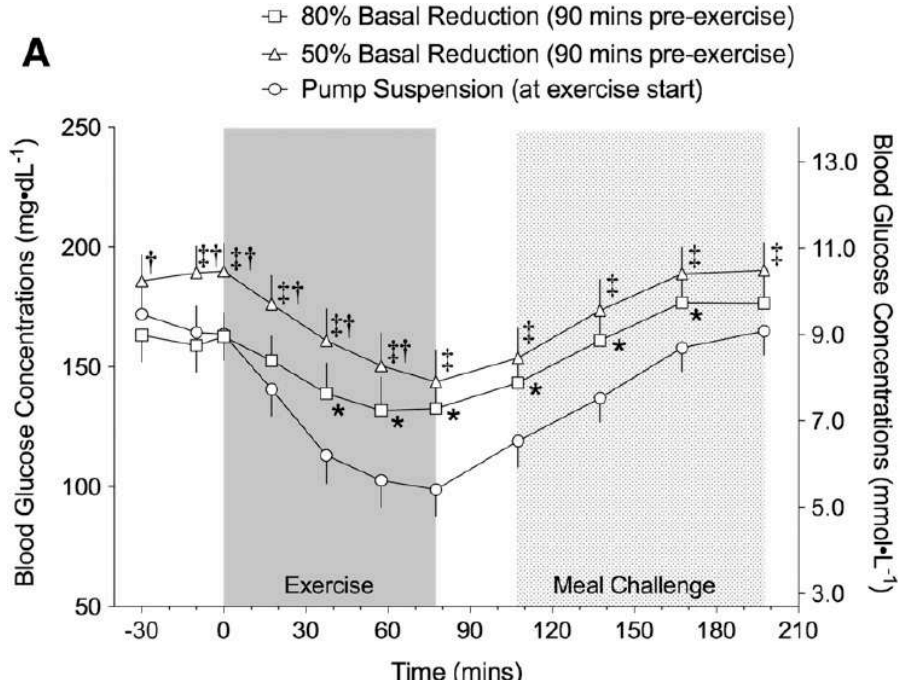 80% Basal Reduction (90 mins pre-exercise)
50% Basal Reduction (90 mins pre-exercise)
Pump Suspension (at exercise start)
A
Blood Glucose Concentrations (mg•dL-1)
250
200
150
100
50
† ‡† ‡† ‡† ‡† ‡† ‡ ‡ ‡ ‡ ‡
* * * * * *
Exercise
Meal Challenge
13.0
11.0
9.0
7.0
5.0
3.0
Blood Glucose Concentrations (mmol•L-1)
-30 0 30 60 90 120 150 180 210
Time (mins)